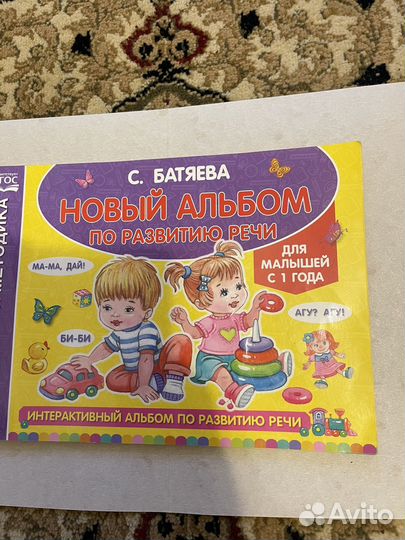 ГОС
МЕТОДИКА
С. БАТЯЕВА
НОВЫЙ АЛЬБОМ
ПО РАЗВИТИЮ РЕЧИ
ДЛЯ
МАЛЫШЕЙ
С 1 ГОДА
МА-МА, ДАЙ!
АГУ? АГУ!
БИ-БИ
ИНТЕРАКТИВНЫЙ АЛЬБОМ ПО РАЗВИТИЮ РЕЧИ
Avito